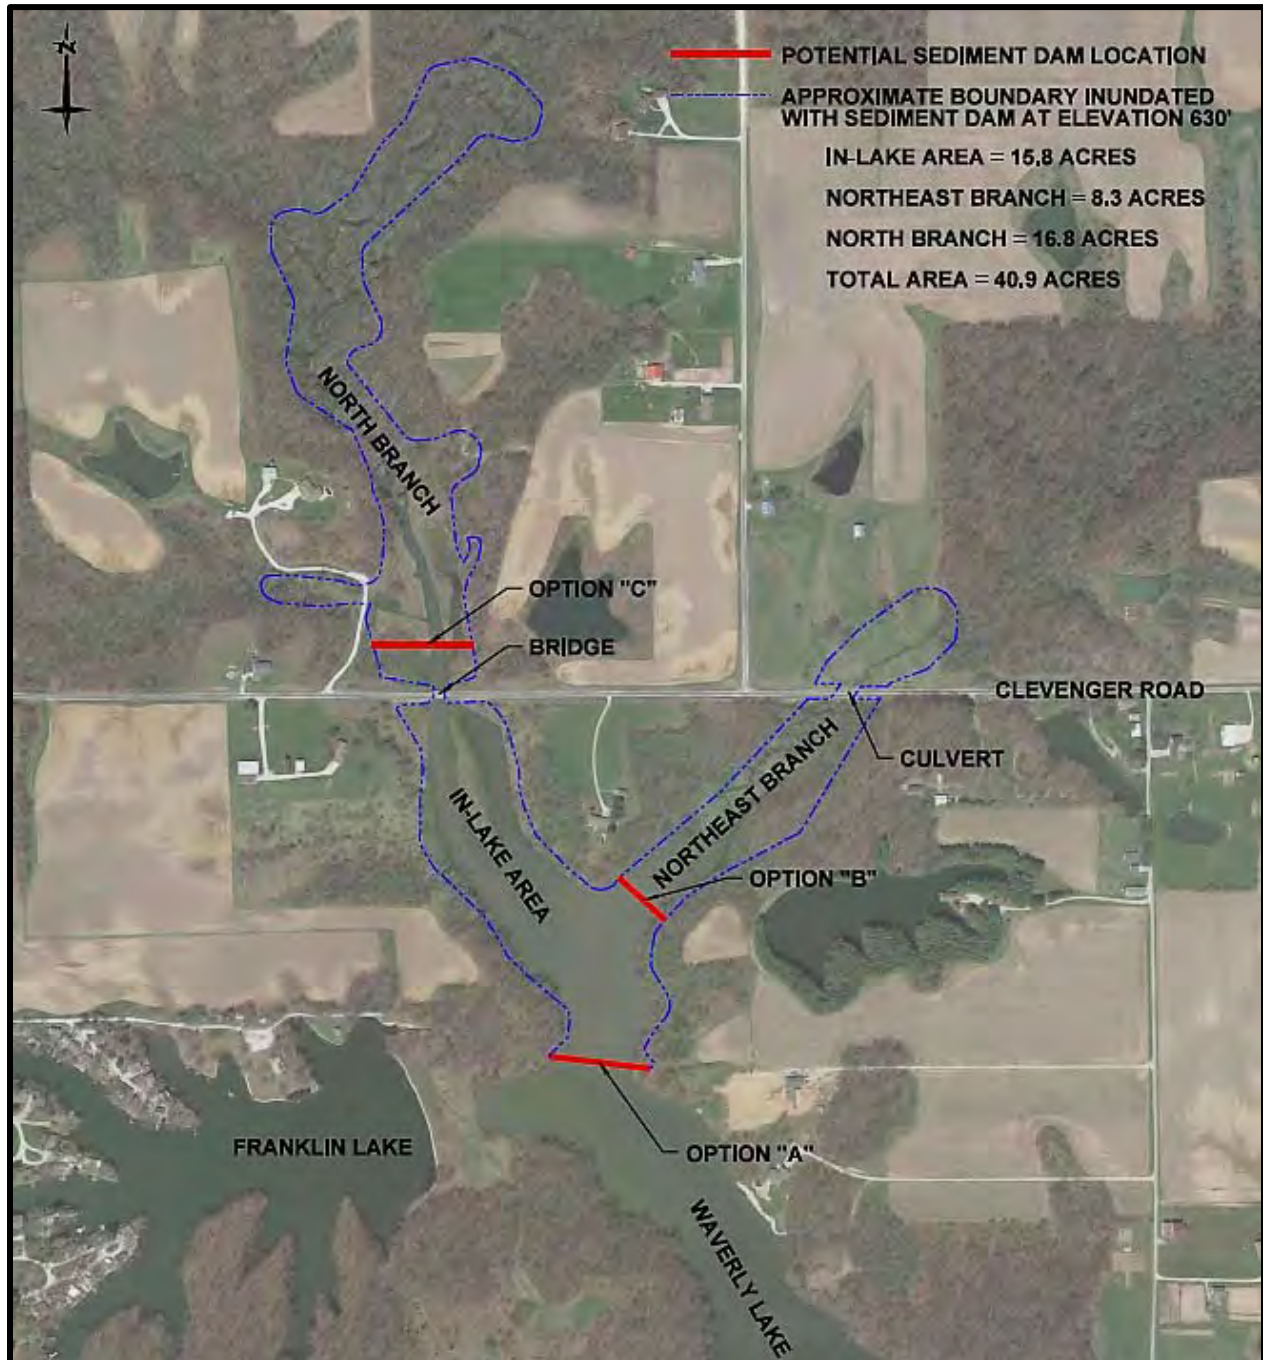 N
POTENTIAL SEDIMENT DAM LOCATION
APPROXIMATE BOUNDARY INUNDATED
WITH SEDIMENT DAM AT ELEVATION 630'
IN-LAKE AREA = 15.8 ACRES
NORTHEAST BRANCH = 8.3 ACRES
NORTH BRANCH = 16.8 ACRES
TOTAL AREA = 40.9 ACRES
NORTH BRANCH
OPTION "C"
BRIDGE
CLEVENGER ROAD
CULVERT
NORTHEAST BRANCH
IN-LAKE AREA
OPTION "B"
FRANKLIN LAKE
OPTION "A"
WAVERLY LAKE